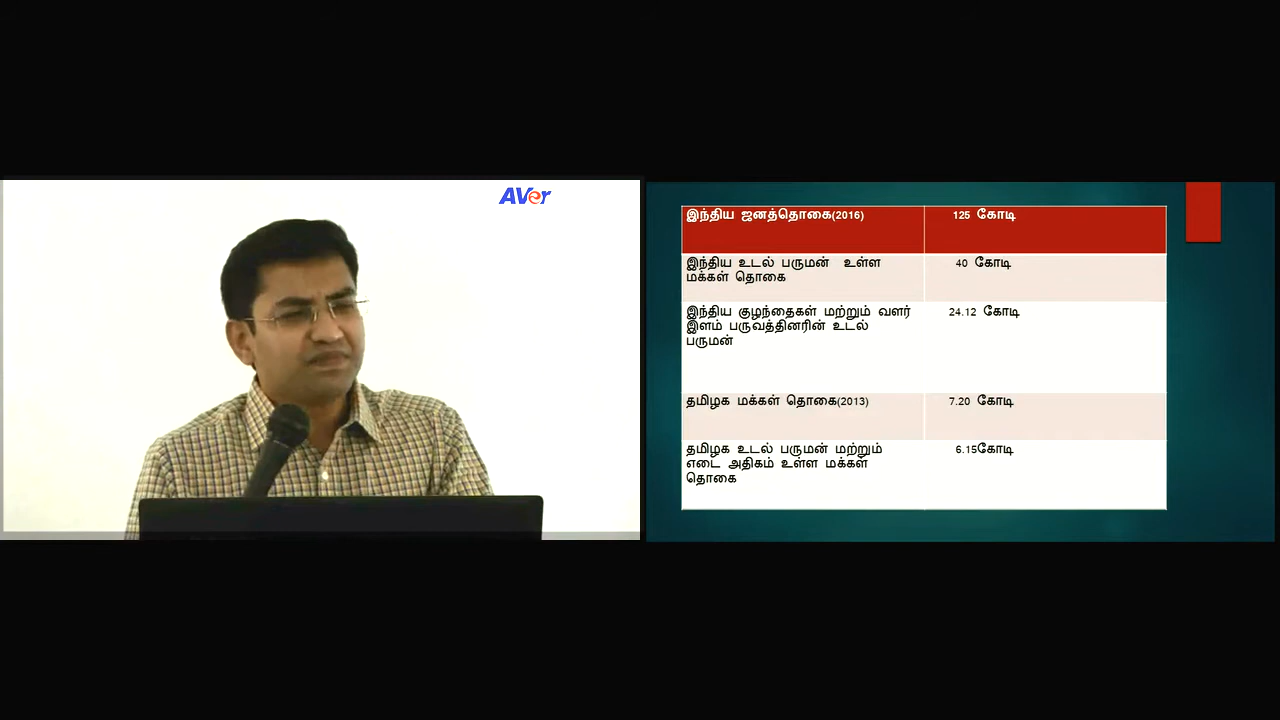 AVer
இந்திய ஜனத்தொகை(2016) 125 கோடி
இந்திய உடல் பருமன் உள்ள 40 கோடி
மக்கள் தொகை
இந்திய குழந்தைகள் மற்றும் வளர் 24.12 கோடி
இளம் பருவத்தினரின் உடல்
பருமன்
தமிழக மக்கள் தொகை(2013) 7.20 கோடி
தமிழக உடல் பருமன் மற்றும் 6.15கோடி
எடை அதிகம் உள்ள மக்கள்
தொகை